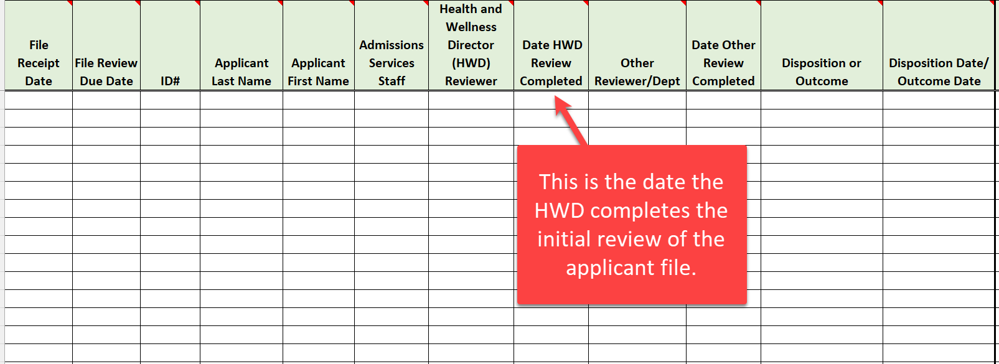 File
Receipt
Date
File Review
Due Date
ID#
Applicant
Last Name
Applicant
First Name
Admissions
Services
Staff
Health and
Wellness
Director
(HWD)
Reviewer
Date HWD
Review
Completed
Other
Reviewer/Dept
Date Other
Review
Completed
Disposition or
Outcome
Disposition Date/
Outcome Date
This is the date the
HWD completes the
initial review of the
applicant file.